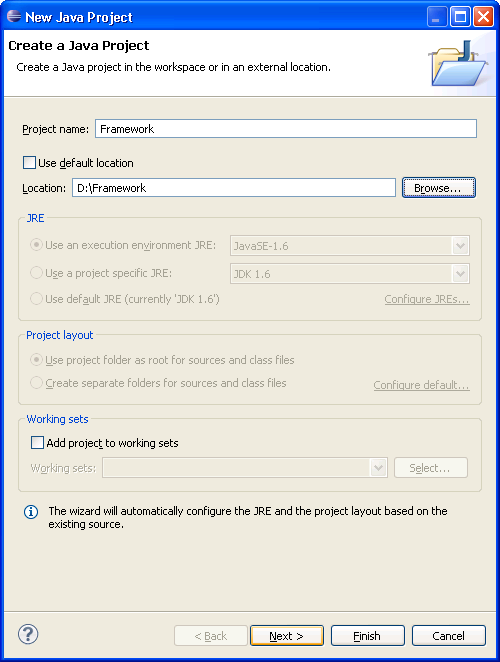 New Java Project
Create a Java Project
Create a Java project in the workspace or in an external location.
Project name: Framework
Use default location
Location: D:\Framework Browse...
JRE
Use an execution environment JRE: JavaSE-1.6
Use a project specific JRE: JDK 1.6
Use default JRE (currently 'JDK 1.6') Configure JREs...
Project layout
Use project folder as root for sources and class files
Create separate folders for sources and class files Configure default...
Working sets
Add project to working sets
Working sets: Select...
The wizard will automatically configure the JRE and the project layout based on the
existing source.
? < Back Next > Finish Cancel